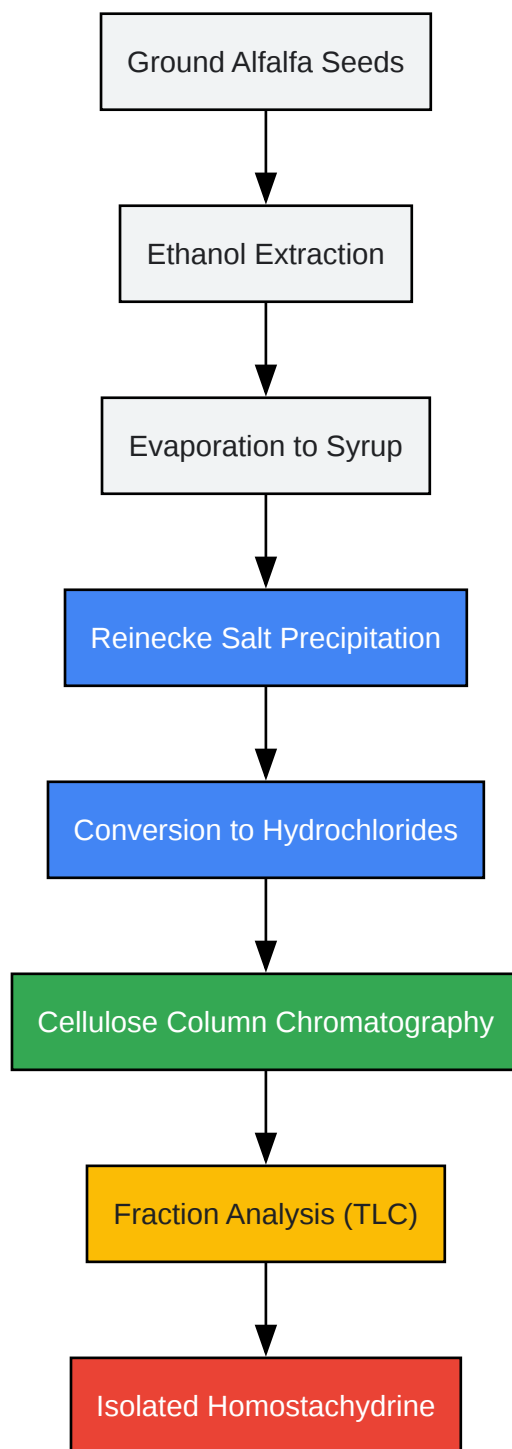 Ground Alfalfa Seeds
Ethanol Extraction
Evaporation to Syrup
Reinecke Salt Precipitation
Conversion to Hydrochlorides
Cellulose Column Chromatography
Fraction Analysis (TLC)
Isolated Homostachydrine